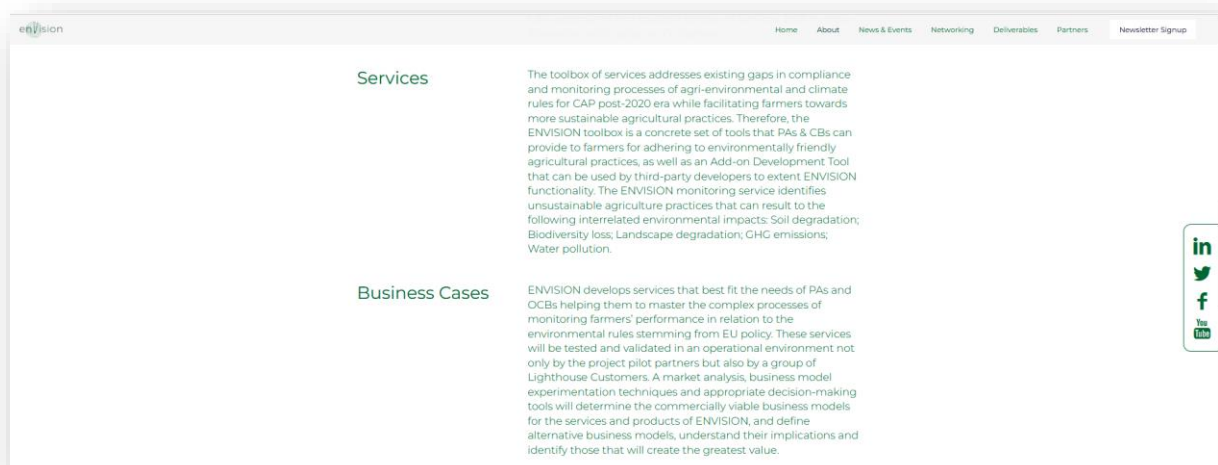 envision
Home About News & Events Networking Deliverables Partners Newsletter Signup
Services
The toolbox of services addresses existing gaps in compliance
and monitoring processes of agri-environmental and climate
rules for CAP post-2020 era while facilitating farmers towards
more sustainable agricultural practices. Therefore, the
ENVISION toolbox is a concrete set of tools that PAs & CBs can
provide to farmers for adhering to environmentally friendly
agricultural practices, as well as an Add-on Development Tool
that can be used by third-party developers to extent ENVISION
functionality. The ENVISION monitoring service identifies
unsustainable agriculture practices that can result to the
following interrelated environmental impacts: Soil degradation;
Biodiversity loss; Landscape degradation; GHG emissions;
Water pollution.
Business Cases
ENVISION develops services that best fit the needs of PAs and
OCBs helping them to master the complex processes of
monitoring farmers' performance in relation to the
environmental rules stemming from EU policy. These services
will be tested and validated in an operational environment not
only by the project pilot partners but also by a group of
Lighthouse Customers. A market analysis, business model
experimentation techniques and appropriate decision-making
tools will determine the commercially viable business models
for the services and products of ENVISION, and define
alternative business models, understand their implications and
identify those that will create the greatest value.
in
f
You
Tube